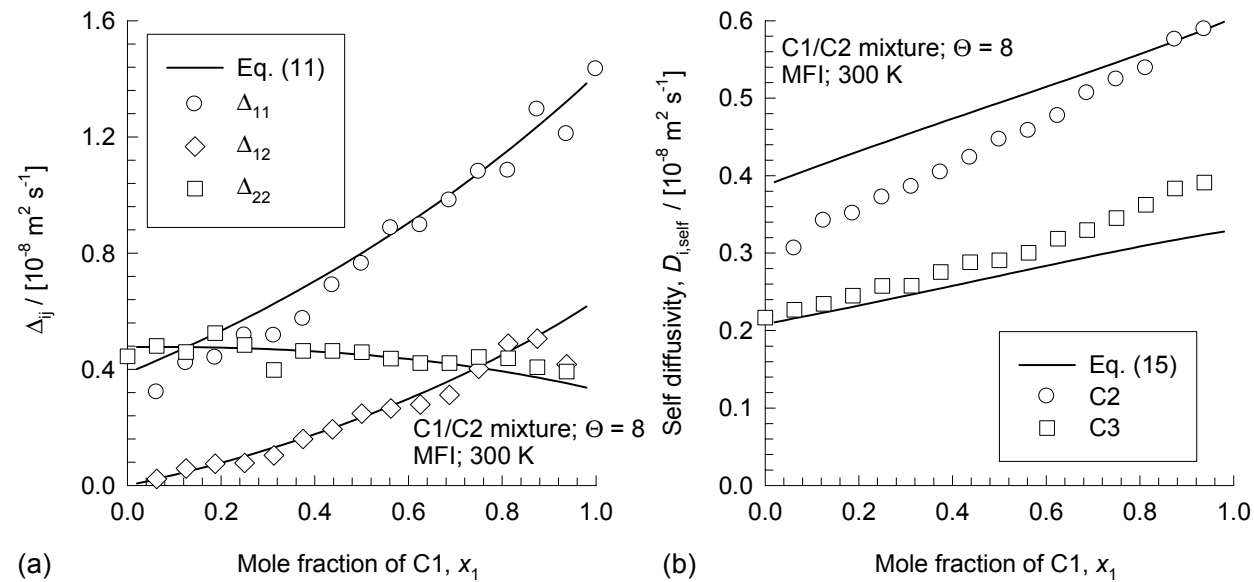 1.6
1.2
0.8
0.4
0.0
Δij / [10-8 m2 s-1]
Eq. (11)
Δ11
Δ12
Δ22
C1/C2 mixture; Θ = 8
MFI; 300 K
0.0 0.2 0.4 0.6 0.8 1.0
(a) Mole fraction of C1, x1
0.6
0.5
0.4
0.3
0.2
0.1
0.0
Self diffusivity, Di,self / [10-8 m2 s-1]
C1/C2 mixture; Θ = 8
MFI; 300 K
Eq. (15)
C2
C3
0.0 0.2 0.4 0.6 0.8 1.0
(b) Mole fraction of C1, x1